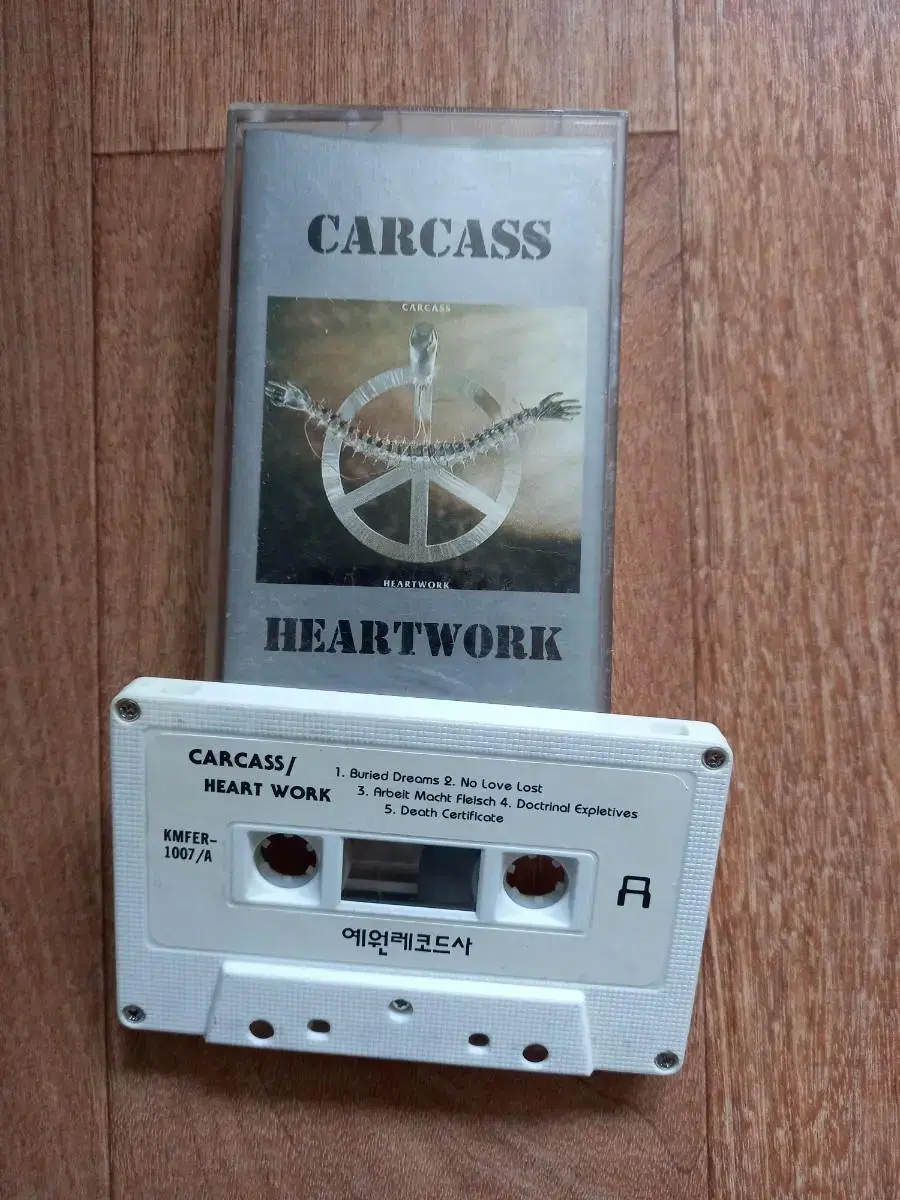 CARCASS
CARCASS
HEARTWORK
HEARTWORK
CARCASS/
HEART WORK
1. Buried Dreams 2. No Love Lost
3. Arbeit Macht Fleisch 4. Doctrinal Expletives
5. Death Certificate
KMFER-
1007/A
A
예원레코드사